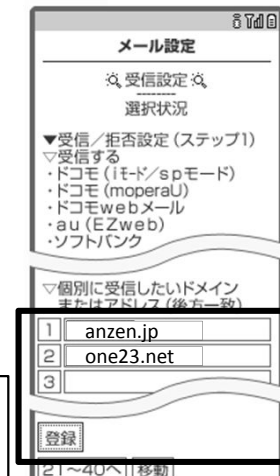 メール設定
受信設定
選択状況
▼受信／拒否設定（ステップ1）
▽受信する
・ドコモ（iモード／spモード）
・ドコモ（moperaU）
・ドコモwebメール
・au（EZweb）
・ソフトバンク
▽個別に受信したいドメイン
またはアドレス（後方一致）
1 anzen.jp
2 one23.net
3
登録
21～40へ 移動